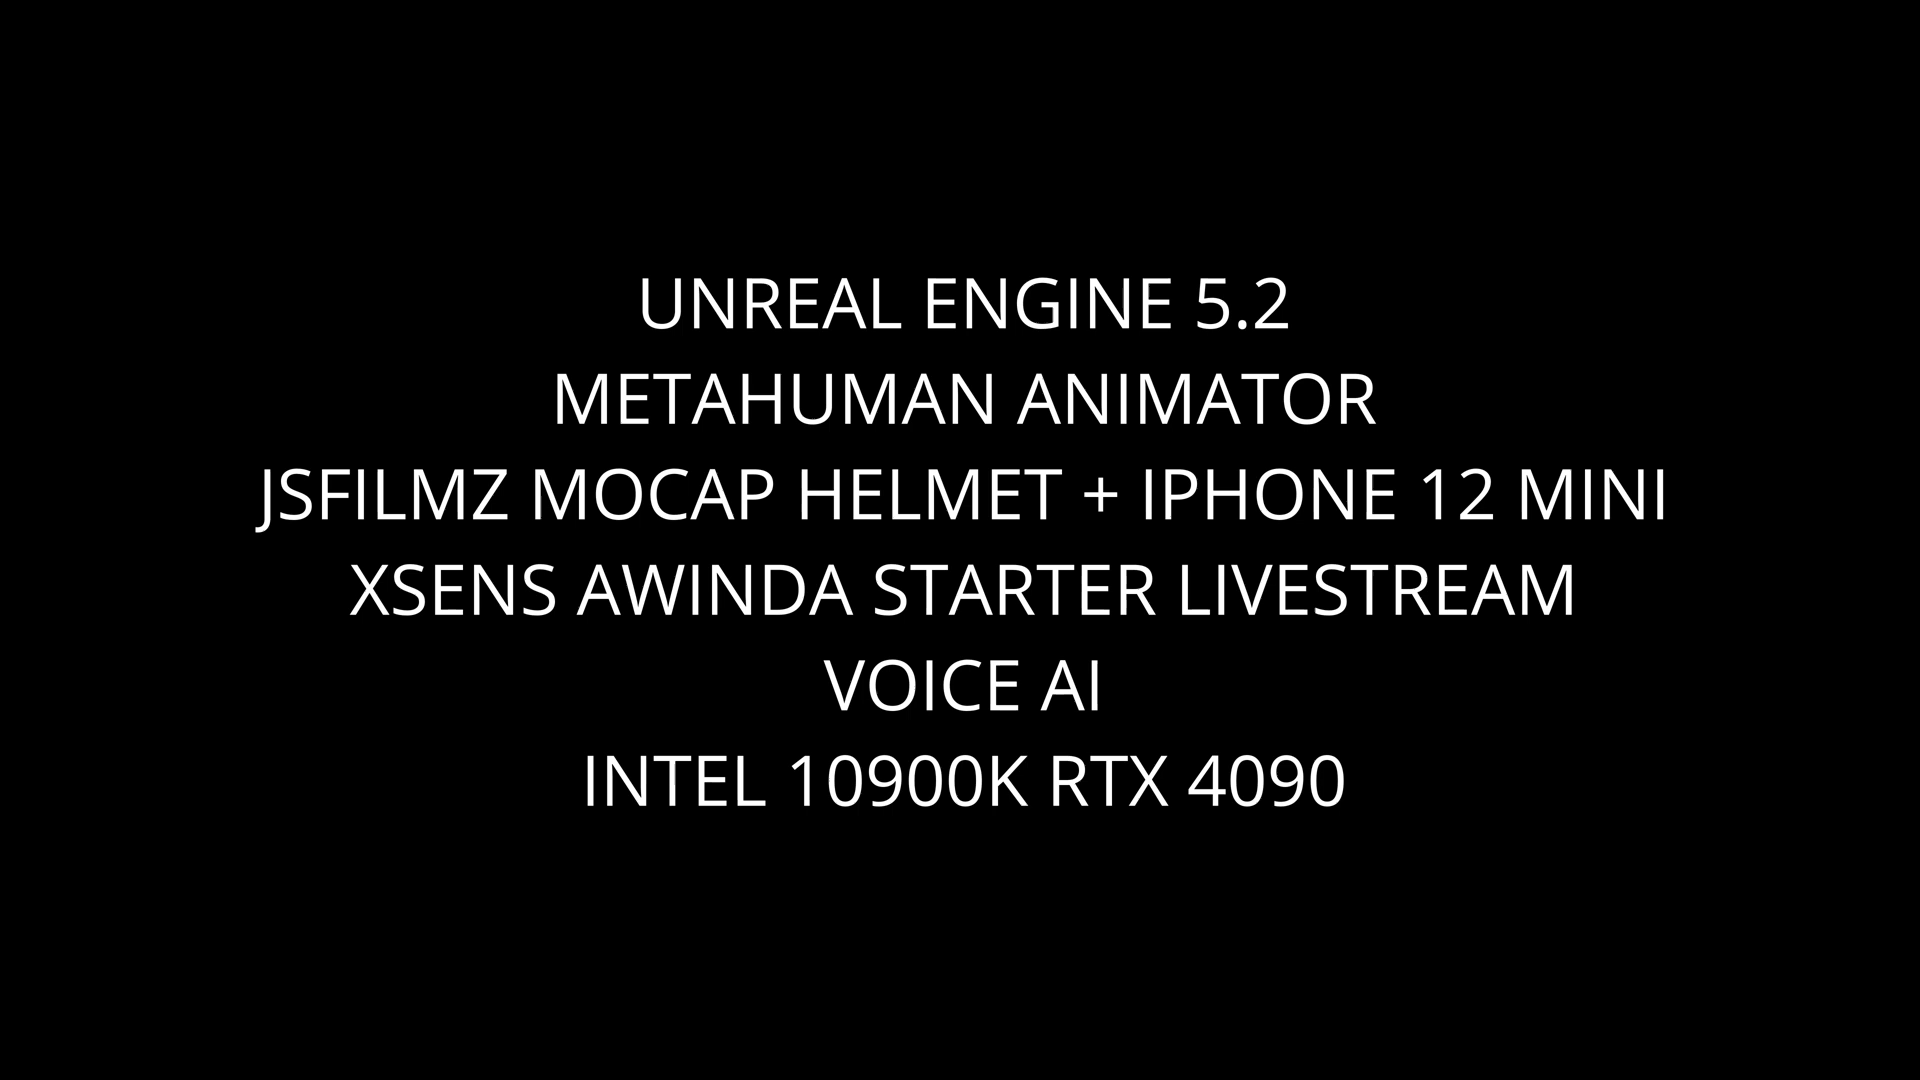 UNREAL ENGINE 5.2
METAHUMAN ANIMATOR
JSFILMZ MOCAP HELMET + IPHONE 12 MINI
XSENS AWINDA STARTER LIVESTREAM
VOICE AI
INTEL 10900K RTX 4090